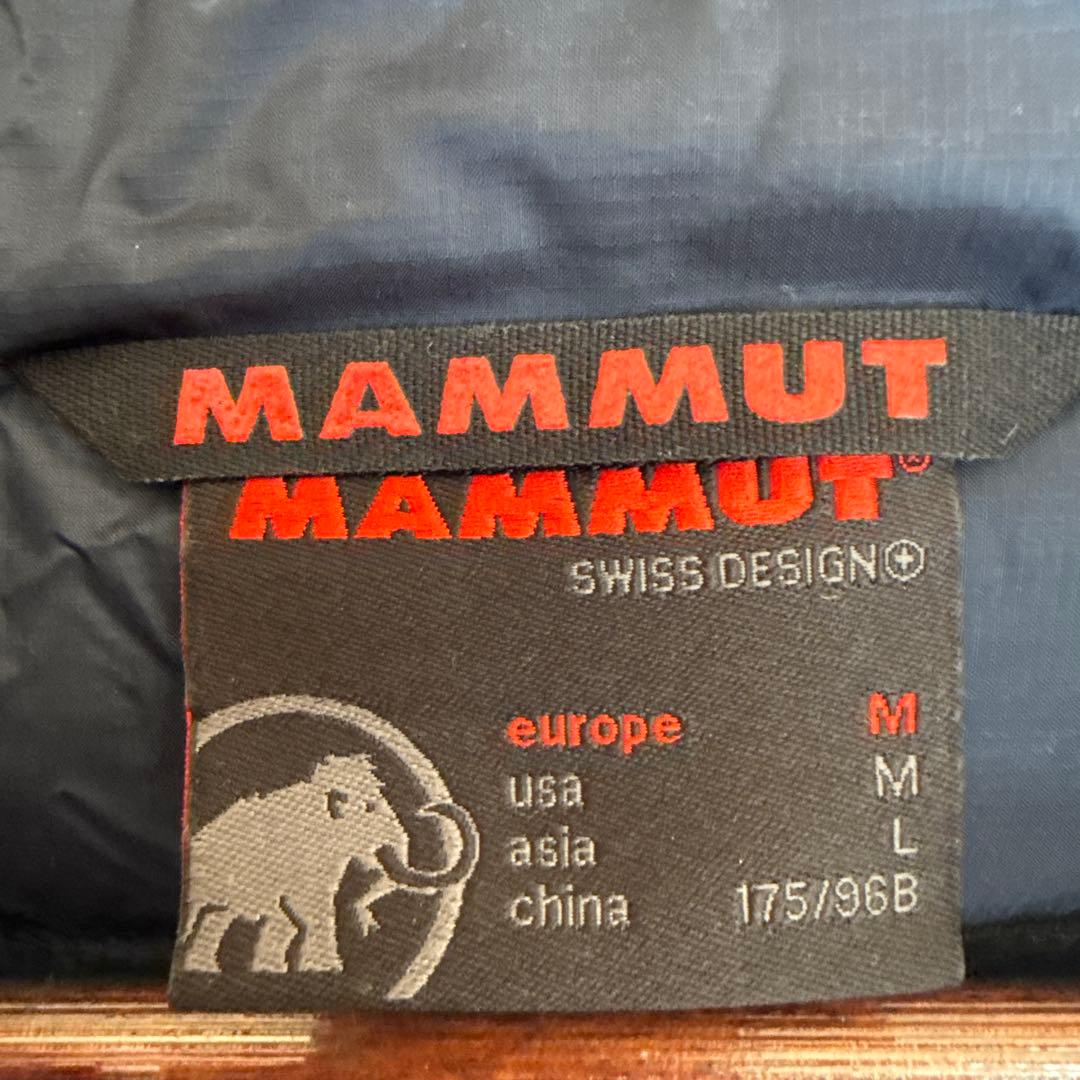 MAMMUT
MAMMUT®
SWISS DESIGN
europe M
usa M
asia L
china 175/96B